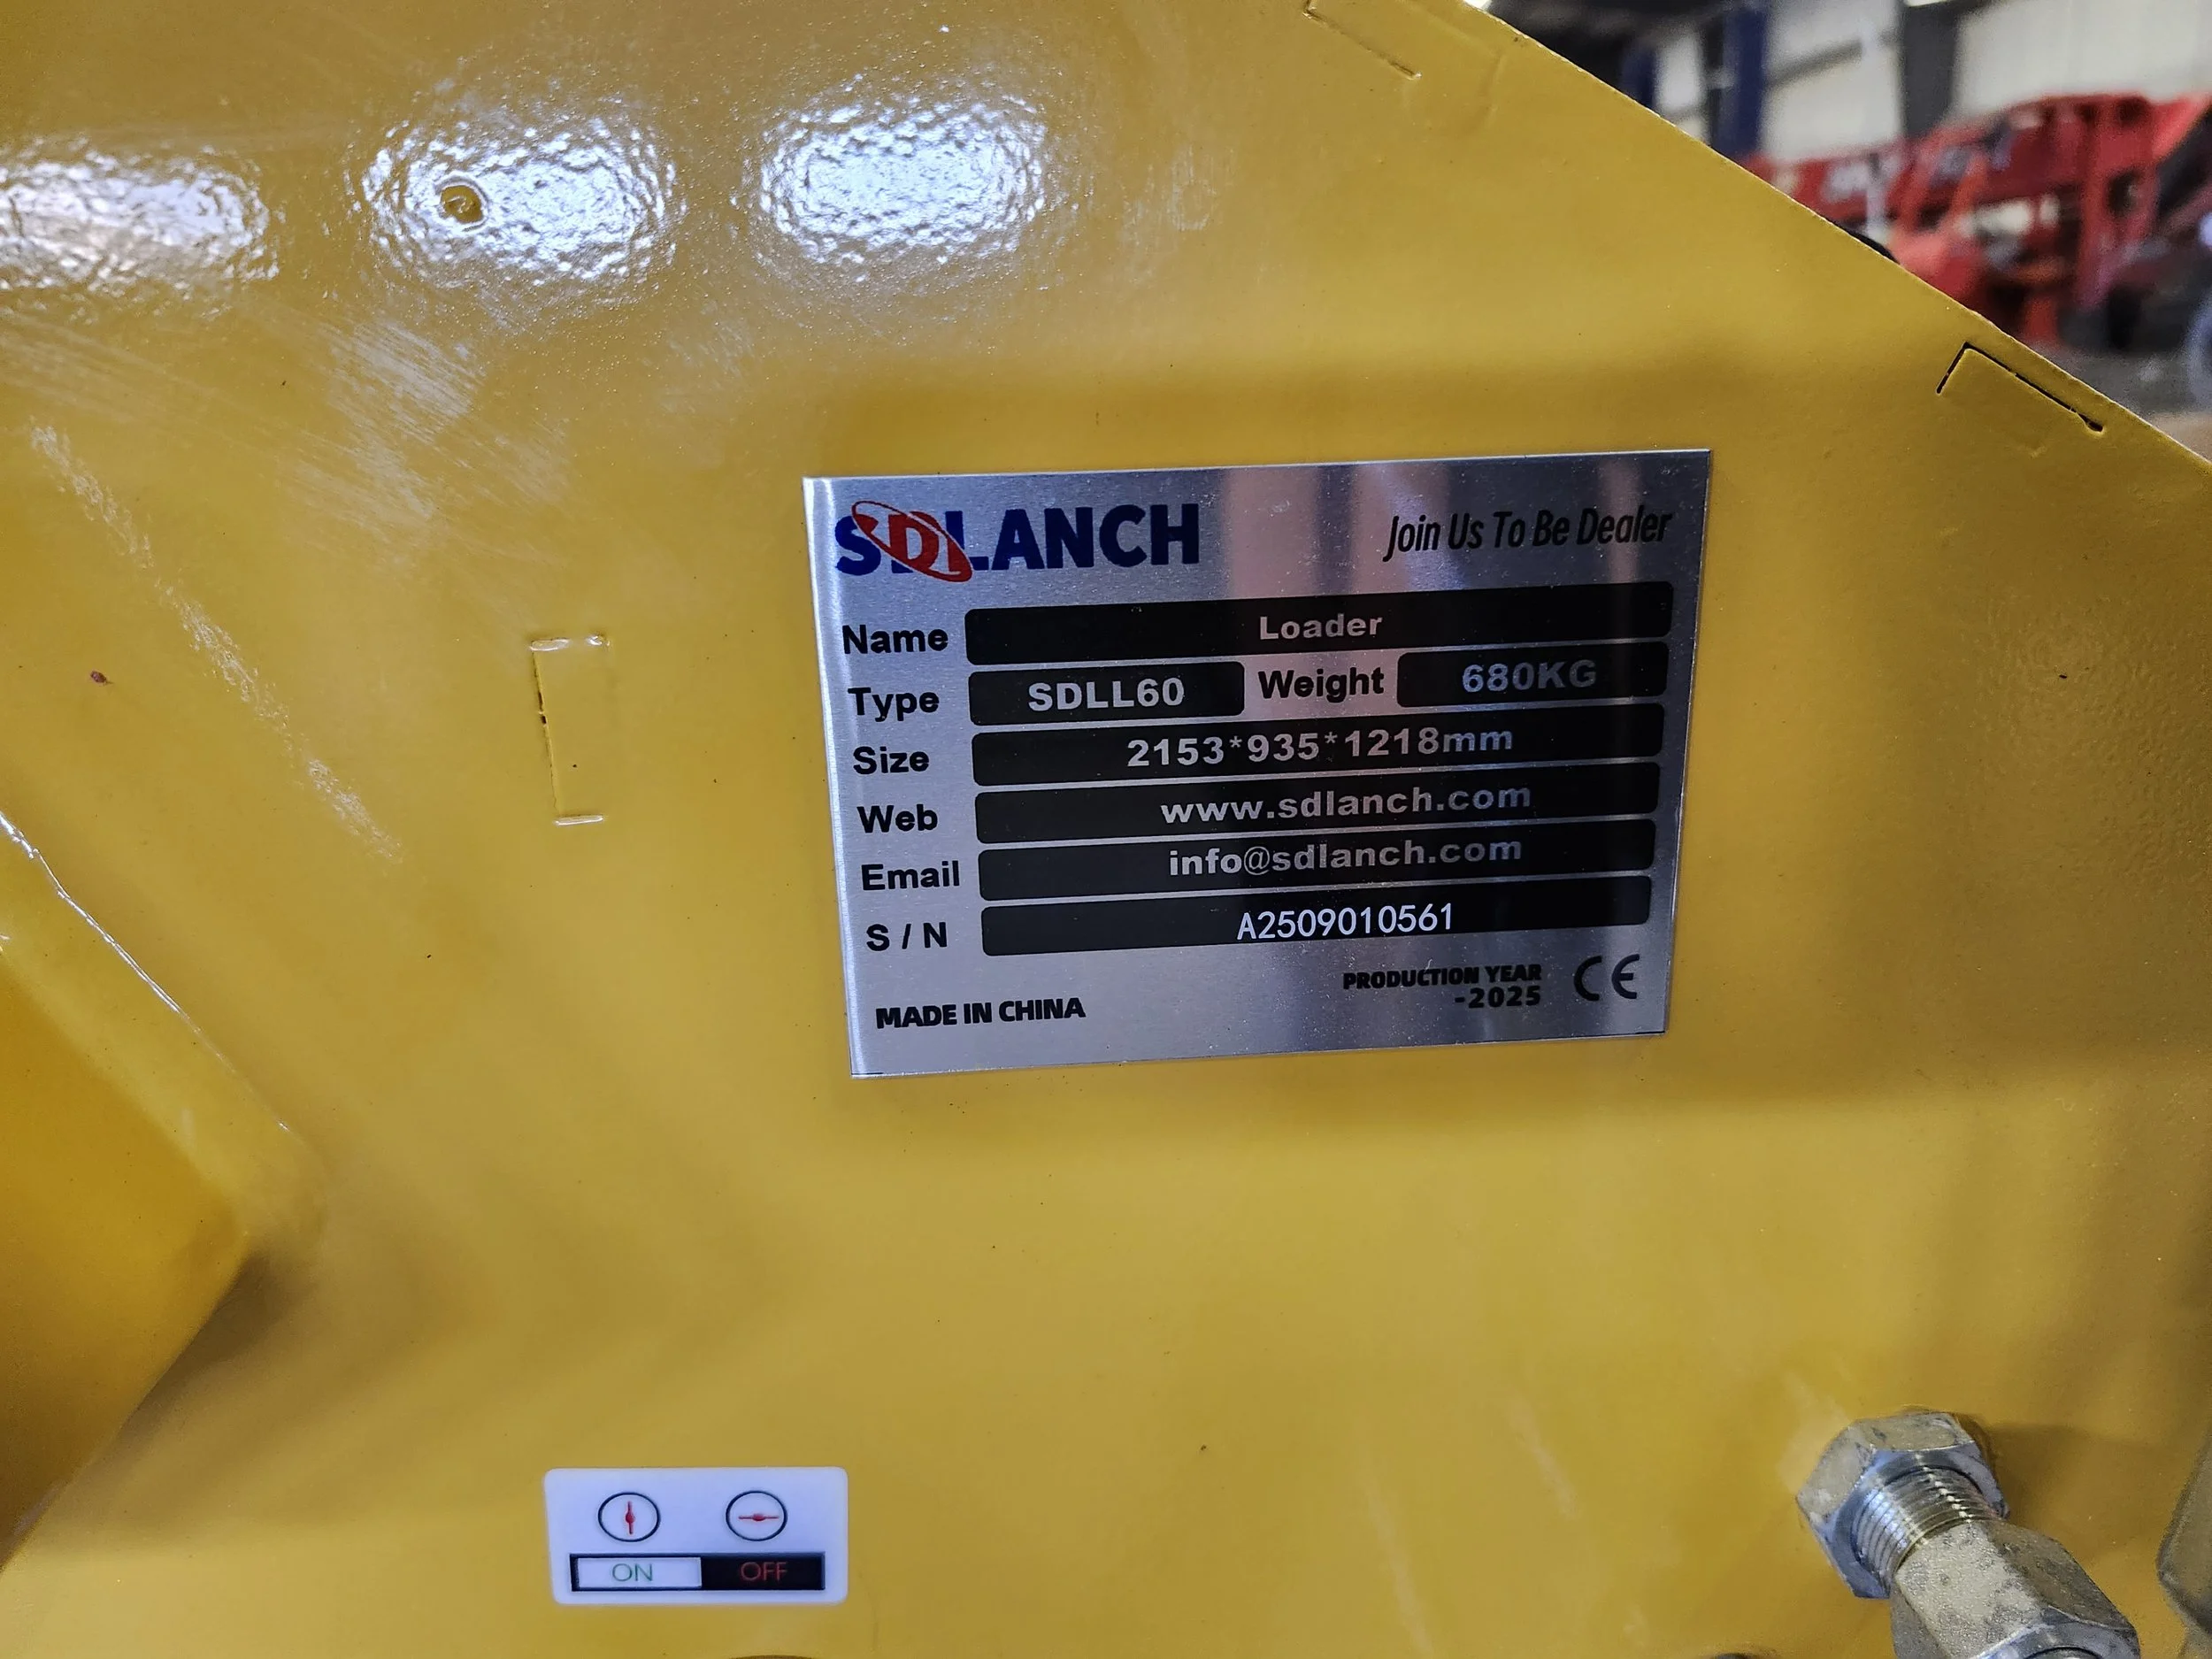 SDLANCH Join Us To Be Dealer
Name Loader
Type SDLL60 Weight 680KG
Size 2153*935*1218mm
Web www.sdlanch.com
Email info@sdlanch.com
S / N A2509010561
MADE IN CHINA PRODUCTION YEAR
-2025 CE
ON OFF